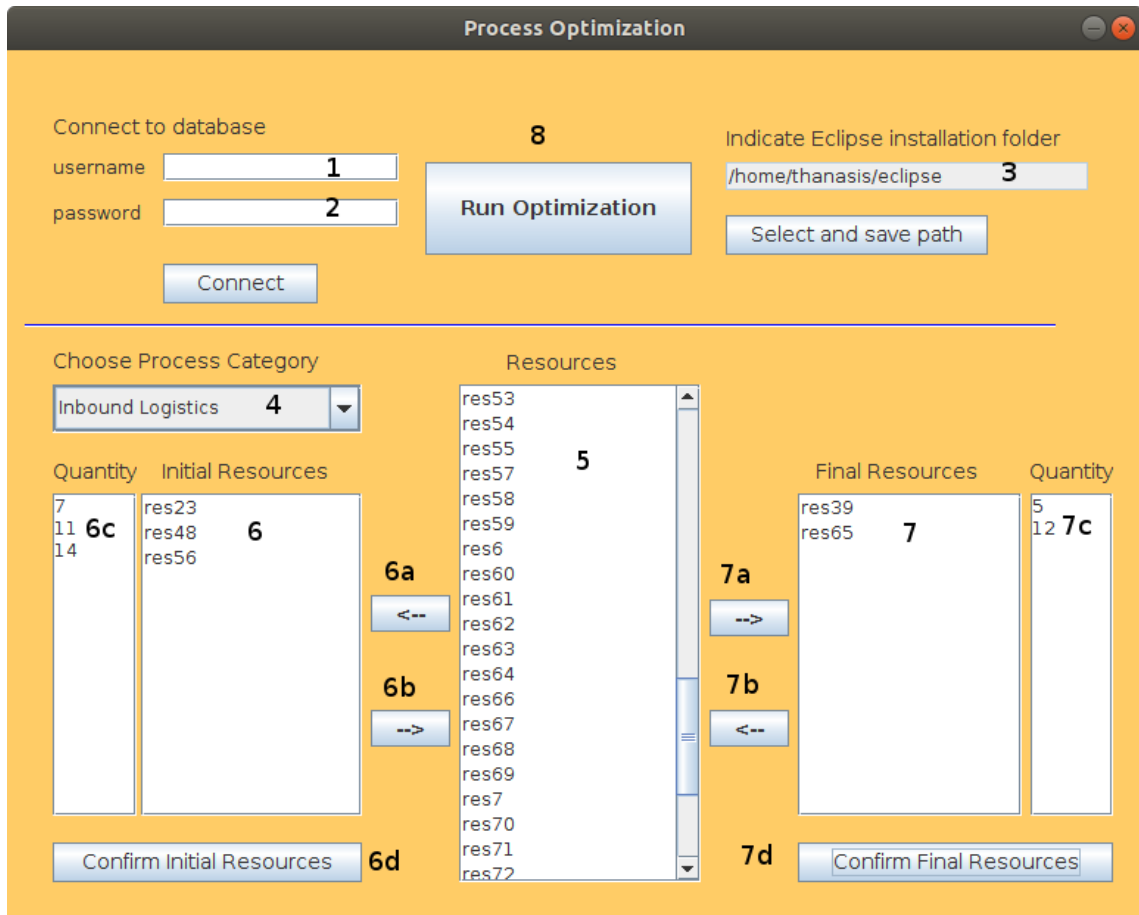 Process Optimization
Connect to database
username
1
password
2
Connect
8
Run Optimization
Indicate Eclipse installation folder
/home/thanasis/eclipse
3
Select and save path
Choose Process Category
Inbound Logistics
4
Quantity
7
11
14
6c
Initial Resources
res23
res48
res56
6
6a
<--
6b
-->
Confirm Initial Resources
6d
Resources
res53
res54
res55
res57
res58
res59
res6
res60
res61
res62
res63
res64
res66
res67
res68
res69
res7
res70
res71
res72
5
7a
-->
7b
<--
Final Resources
res39
res65
7
Quantity
5
12
7c
7d
Confirm Final Resources